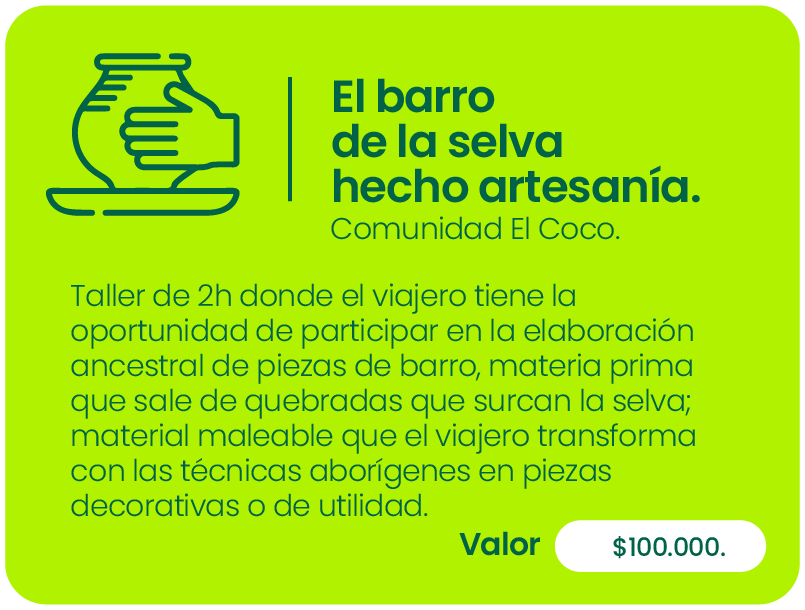 El barro
de la selva
hecho artesanía.
Comunidad El Coco.
Taller de 2h donde el viajero tiene la
oportunidad de participar en la elaboración
ancestral de piezas de barro, materia prima
que sale de quebradas que surcan la selva;
material maleable que el viajero transforma
con las técnicas aborígenes en piezas
decorativas o de utilidad.
Valor $100.000.